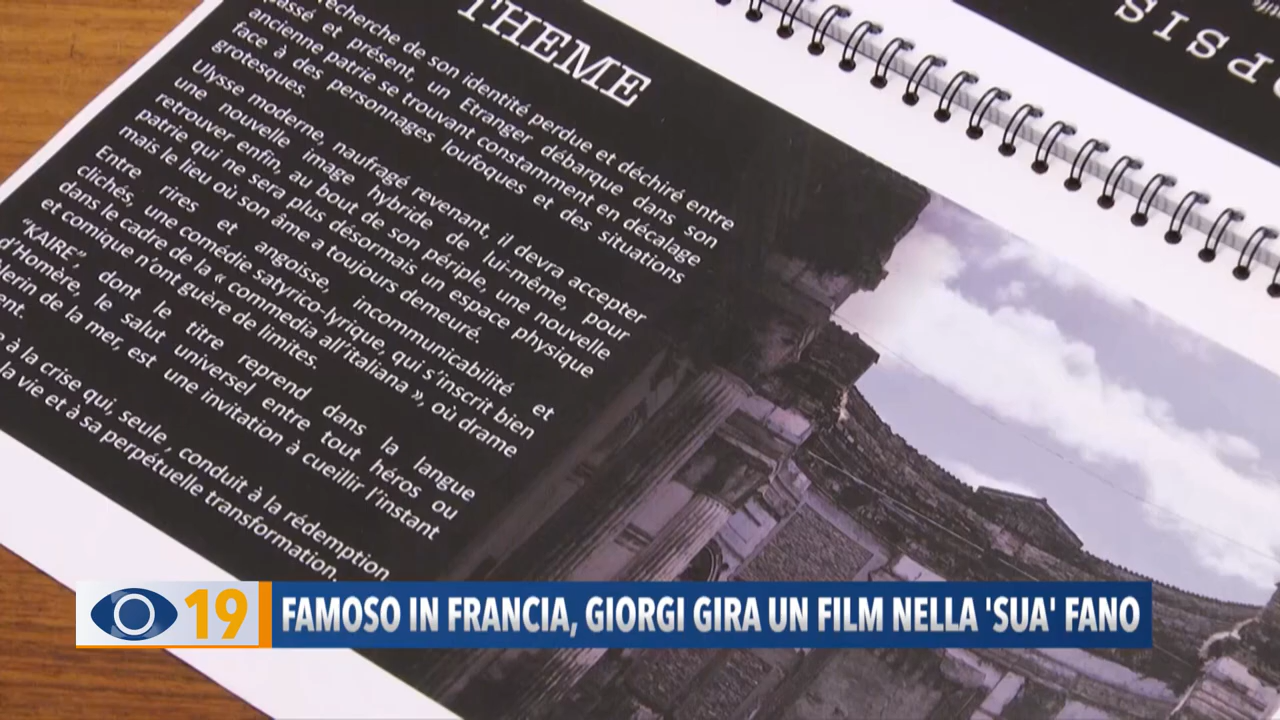 THEME
recherche de son identité perdue et déchiré entre
passé et présent, un Etranger débarque dans son
ancienne patrie se trouvant constamment en décalage
face à des personnages loufoques et des situations
grotesques.
Ulysse moderne, naufragé revenant, il devra accepter
une nouvelle image hybride de lui-même, pour
retrouver enfin, au bout de son périple, une nouvelle
patrie qui ne sera plus désormais un espace physique
mais le lieu où son âme a toujours demeuré.
Entre rires et angoisse, incommunicabilité et
clichés, une comédie satyrico-lyrique, qui s'inscrit bien
dans le cadre de la « commedia all'italiana », où drame
et comique n'ont guère de limites.
"KAIRE", dont le titre reprend dans la langue
d'Homère, le salut universel entre tout héros ou
de la mer, est une invitation à cueillir l'instant
à la crise qui, seule, conduit à la rédemption
la vie et à sa perpétuelle transformation.
OPSIS
19
FAMOSO IN FRANCIA, GIORGI GIRA UN FILM NELLA 'SUA' FANO